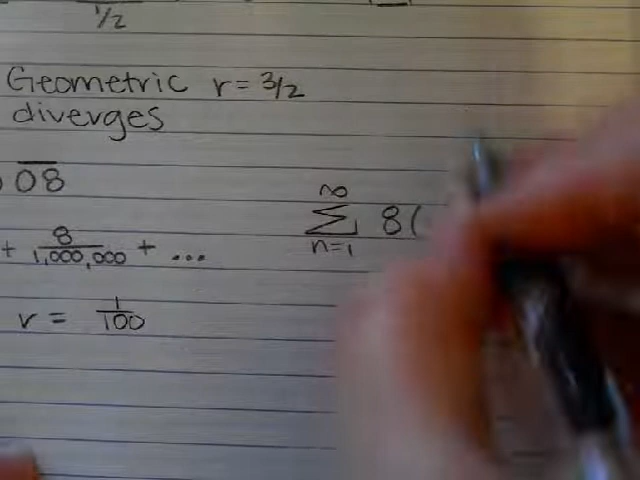 1/2
Geometric r = 3/2
diverges
08
+ 8/1,000,000 + ...
∞
∑ 8(
n=1
r = 1/100